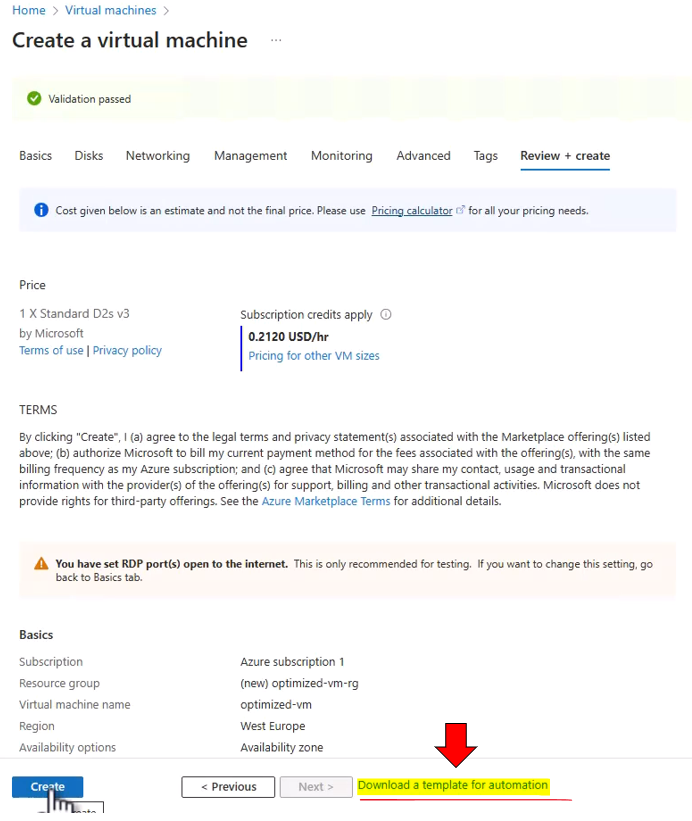 Home > Virtual machines >
Create a virtual machine ...
Validation passed
Basics Disks Networking Management Monitoring Advanced Tags Review + create
Cost given below is an estimate and not the final price. Please use Pricing calculator for all your pricing needs.
Price
1 X Standard D2s v3
by Microsoft
Terms of use | Privacy policy
Subscription credits apply
0.2120 USD/hr
Pricing for other VM sizes
TERMS
By clicking "Create", I (a) agree to the legal terms and privacy statement(s) associated with the Marketplace offering(s) listed
above; (b) authorize Microsoft to bill my current payment method for the fees associated with the offering(s), with the same
billing frequency as my Azure subscription; and (c) agree that Microsoft may share my contact, usage and transactional
information with the provider(s) of the offering(s) for support, billing and other transactional activities. Microsoft does not
provide rights for third-party offerings. See the Azure Marketplace Terms for additional details.
You have set RDP port(s) open to the internet. This is only recommended for testing. If you want to change this setting, go
back to Basics tab.
Basics
Subscription Azure subscription 1
Resource group (new) optimized-vm-rg
Virtual machine name optimized-vm
Region West Europe
Availability options Availability zone
Create < Previous Next > Download a template for automation